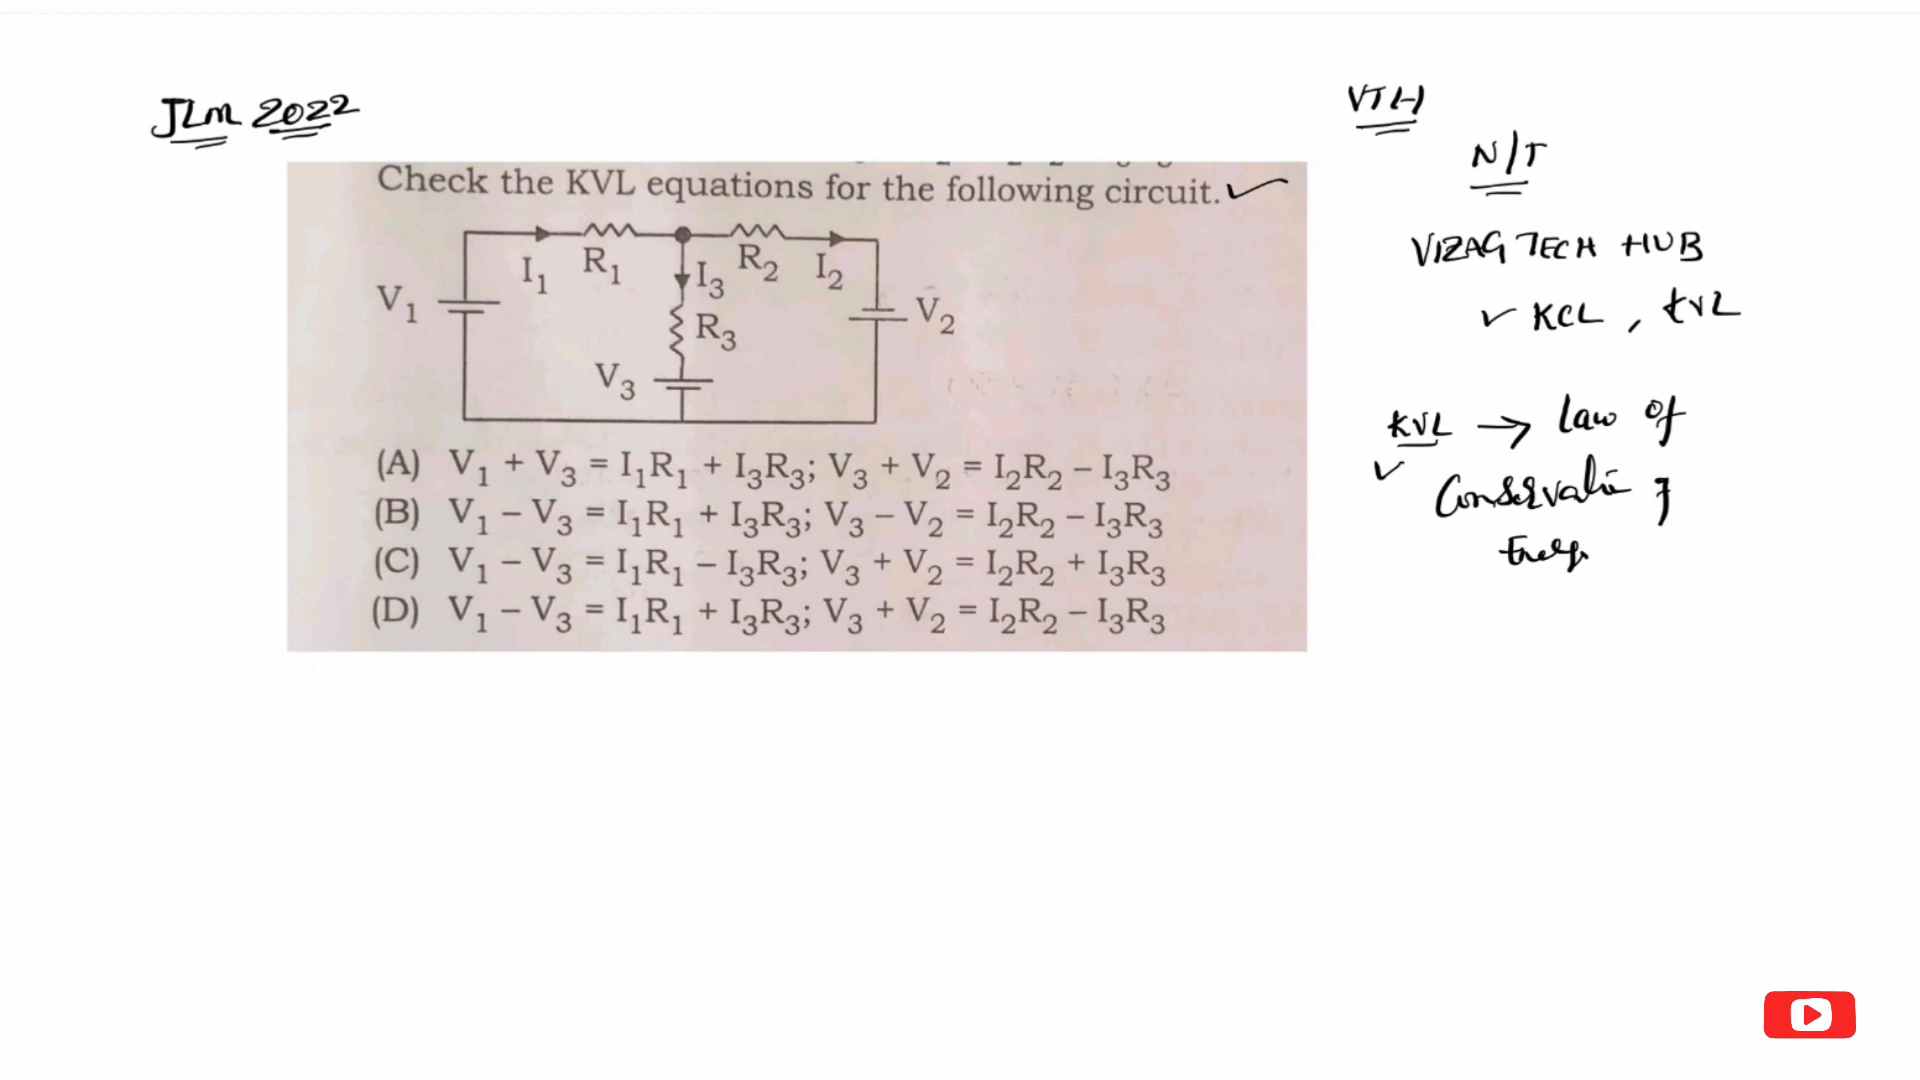 JLM 2022
VTH
N/T
Check the KVL equations for the following circuit.
VIZAG TECH HUB
I₁ R₁ I₃ R₂ I₂
V₁ R₃ V₂
V₃
✓ KCL, KVL
KVL → Law of
Conservatio of
(A) V₁ + V₃ = I₁R₁ + I₃R₃; V₃ + V₂ = I₂R₂ – I₃R₃
(B) V₁ – V₃ = I₁R₁ + I₃R₃; V₃ – V₂ = I₂R₂ – I₃R₃
(C) V₁ – V₃ = I₁R₁ – I₃R₃; V₃ + V₂ = I₂R₂ + I₃R₃
(D) V₁ – V₃ = I₁R₁ + I₃R₃; V₃ + V₂ = I₂R₂ – I₃R₃